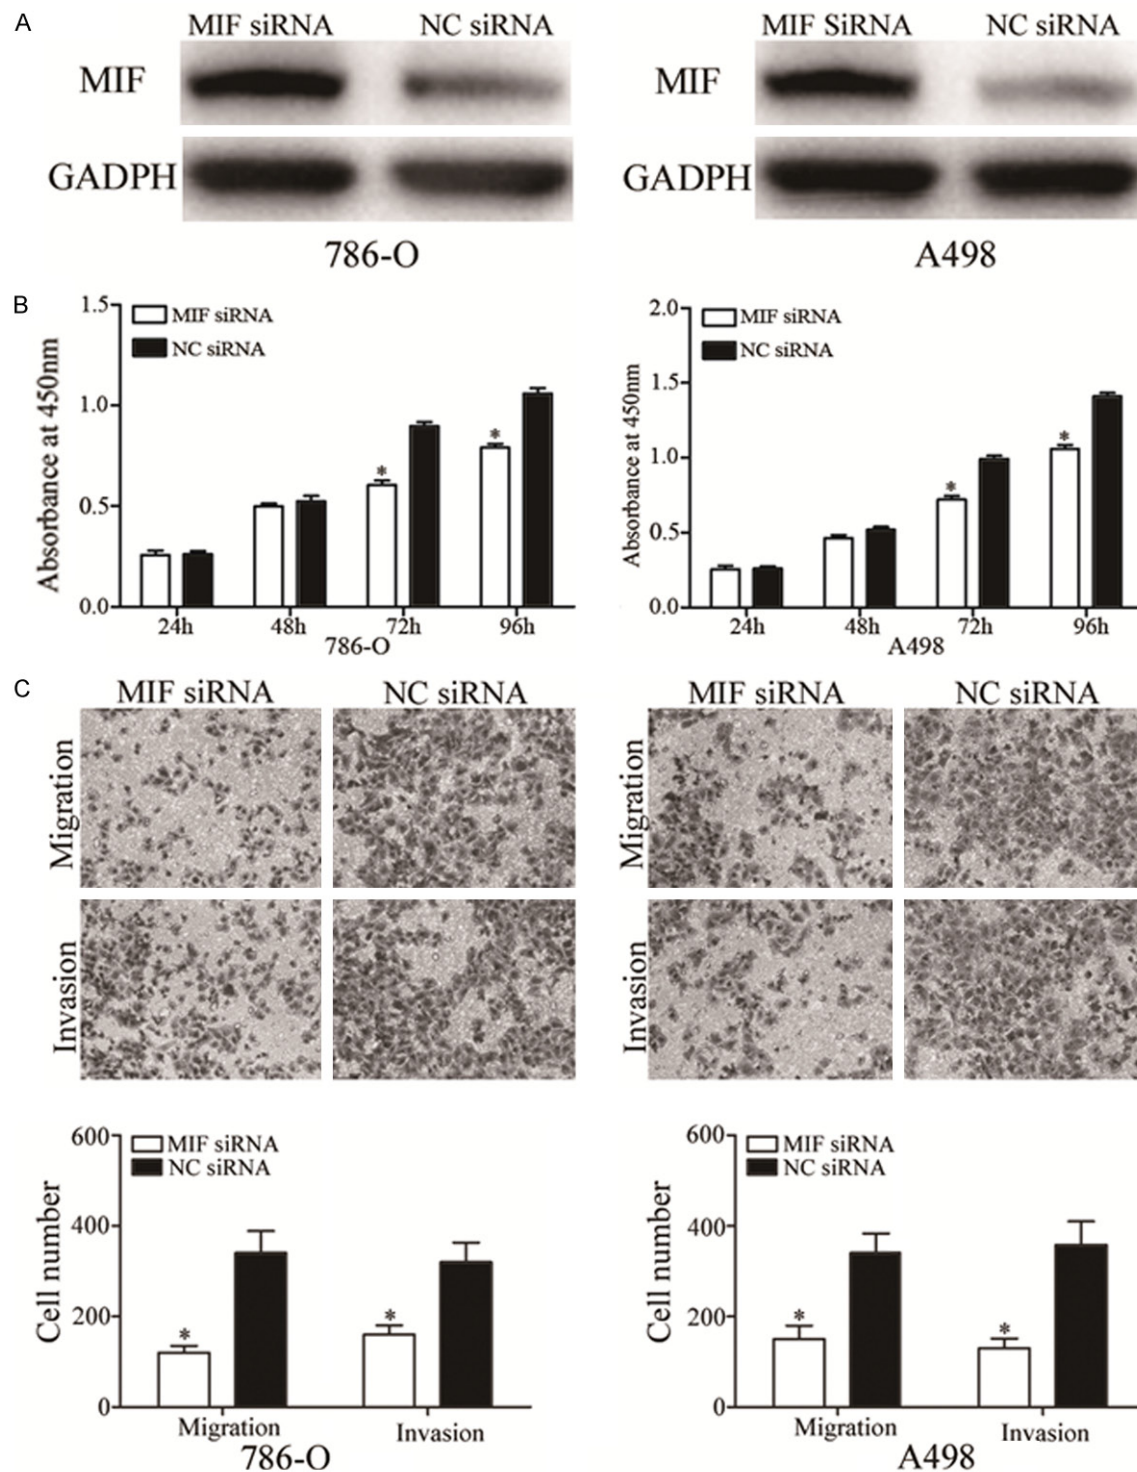 A
MIF siRNA NC siRNA MIF SiRNA NC siRNA
MIF MIF
GADPH GADPH
786-O A498
B
1.5
1.0
0.5
0.0
Absorbance at 450nm
MIF siRNA
NC siRNA
*
*
24h 48h 72h 96h
786-O
2.0
1.5
1.0
0.5
0.0
Absorbance at 450nm
MIF siRNA
NC siRNA
*
*
24h 48h 72h 96h
A498
C
MIF siRNA NC siRNA MIF siRNA NC siRNA
Migration Migration
Invasion Invasion
600
400
200
0
Cell number
MIF siRNA
NC siRNA
*
*
Migration Invasion
786-O
600
400
200
0
Cell number
MIF siRNA
NC siRNA
*
*
Migration Invasion
A498